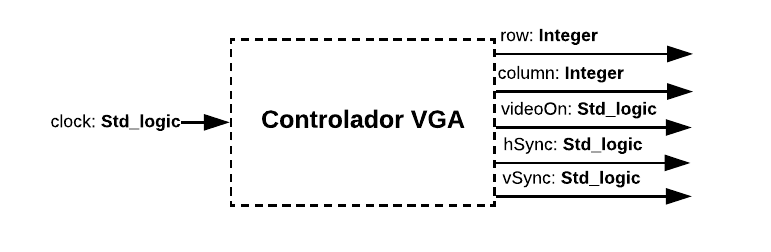 row: Integer
column: Integer
videoOn: Std_logic
clock: Std_logic
Controlador VGA
hSync: Std_logic
vSync: Std_logic